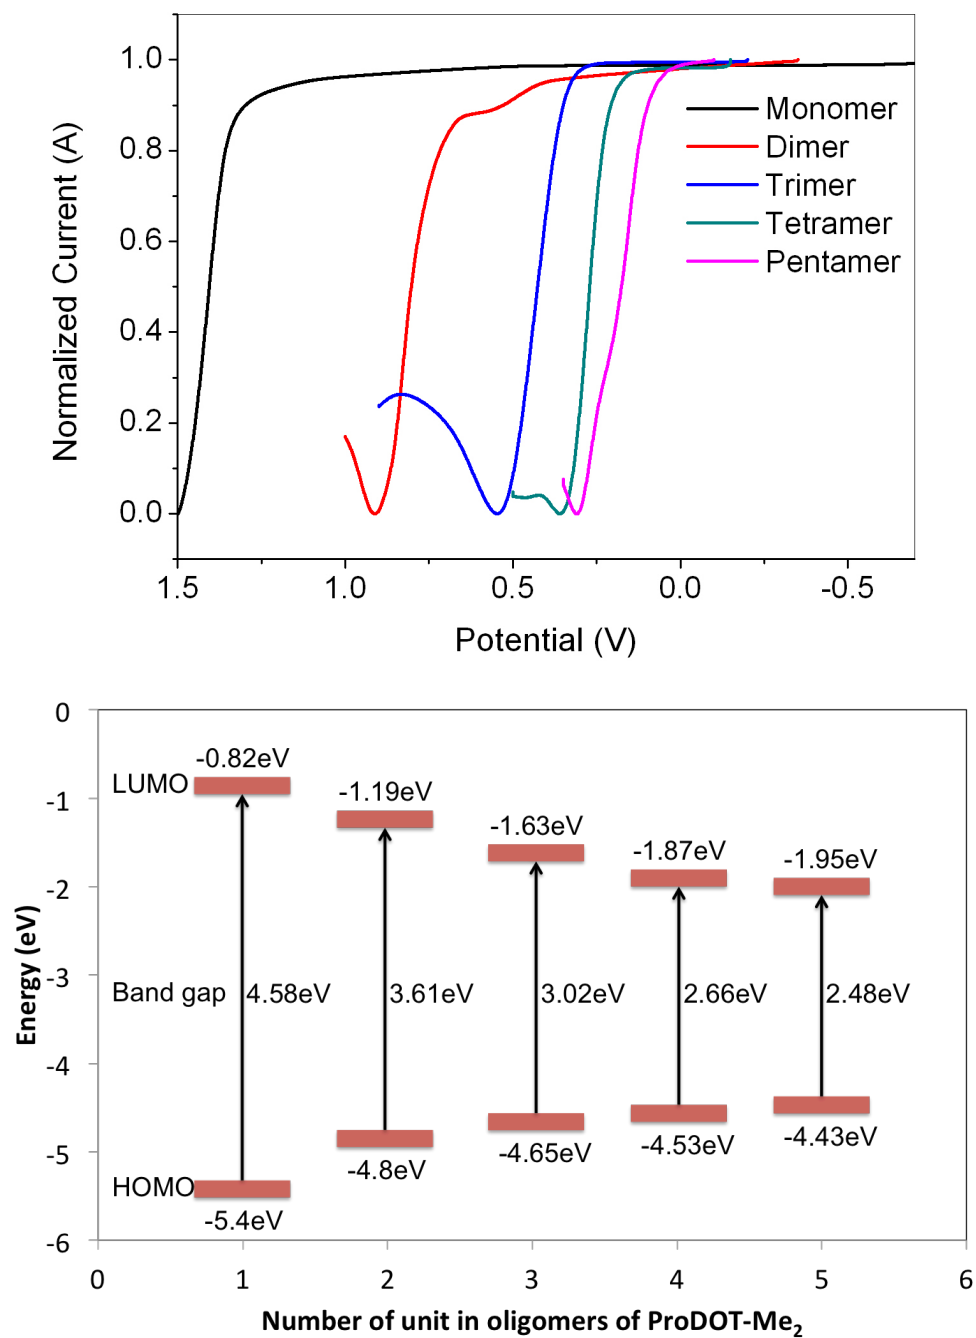 1.0
0.8
0.6
0.4
0.2
0.0
Normalized Current (A)
Monomer
Dimer
Trimer
Tetramer
Pentamer
1.5 1.0 0.5 0.0 -0.5
Potential (V)
0
-1
-2
-3
-4
-5
-6
Energy (eV)
LUMO
-0.82eV
-1.19eV
-1.63eV
-1.87eV
-1.95eV
Band gap 4.58eV 3.61eV 3.02eV 2.66eV 2.48eV
HOMO
-5.4eV
-4.8eV
-4.65eV
-4.53eV
-4.43eV
0 1 2 3 4 5 6
Number of unit in oligomers of ProDOT-Me2